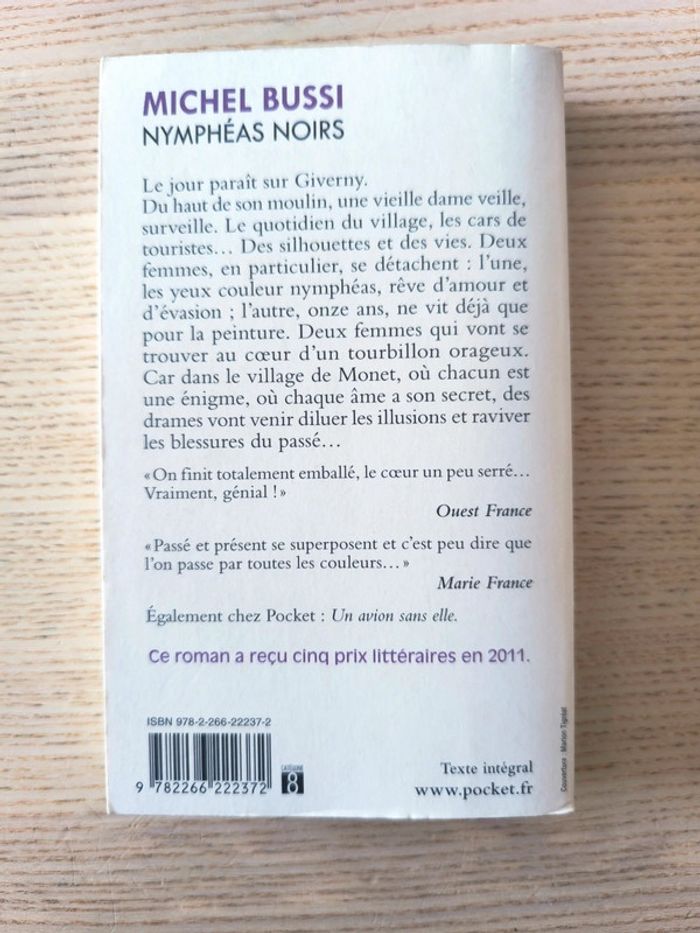 MICHEL BUSSI
NYMPHÉAS NOIRS
Le jour paraît sur Giverny.
Du haut de son moulin, une vieille dame veille,
surveille. Le quotidien du village, les cars de
touristes… Des silhouettes et des vies. Deux
femmes, en particulier, se détachent : l'une,
les yeux couleur nymphéas, rêve d'amour et
d'évasion ; l'autre, onze ans, ne vit déjà que
pour la peinture. Deux femmes qui vont se
trouver au cœur d'un tourbillon orageux.
Car dans le village de Monet, où chacun est
une énigme, où chaque âme a son secret, des
drames vont venir diluer les illusions et raviver
les blessures du passé…
« On finit totalement emballé, le cœur un peu serré…
Vraiment, génial ! »
Ouest France
« Passé et présent se superposent et c'est peu dire que
l'on passe par toutes les couleurs… »
Marie France
Également chez Pocket : Un avion sans elle.
Ce roman a reçu cinq prix littéraires en 2011.
ISBN 978-2-266-22237-2
9 782266 222372
CATÉGORIE
8
Texte intégral
www.pocket.fr
Couverture : Marion Tigréat